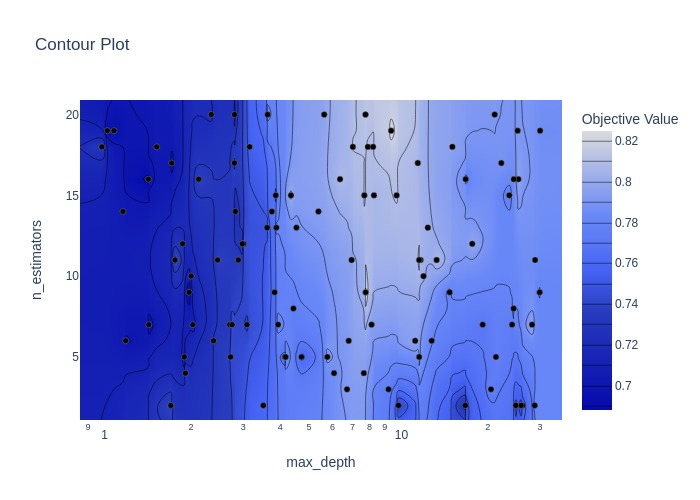 Contour Plot
Objective Value
20
15
10
5
n_estimators
0.82
0.8
0.78
0.76
0.74
0.72
0.7
9 1 2 3 4 5 6 7 8 9 10 2 3
max_depth